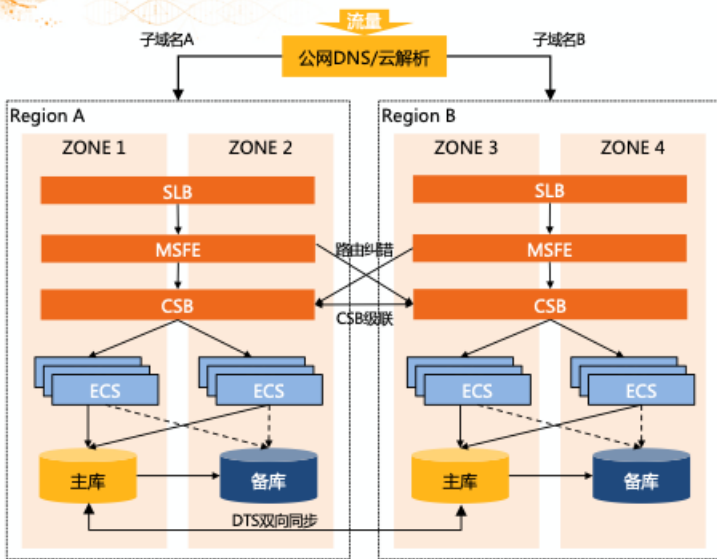 流量
公网DNS/云解析
子域名A
子域名B
Region A
ZONE 1
ZONE 2
SLB
MSFE
CSB
ECS
ECS
主库
备库
路由纠错
CSB级联
DTS双向同步
Region B
ZONE 3
ZONE 4
SLB
MSFE
CSB
ECS
ECS
主库
备库